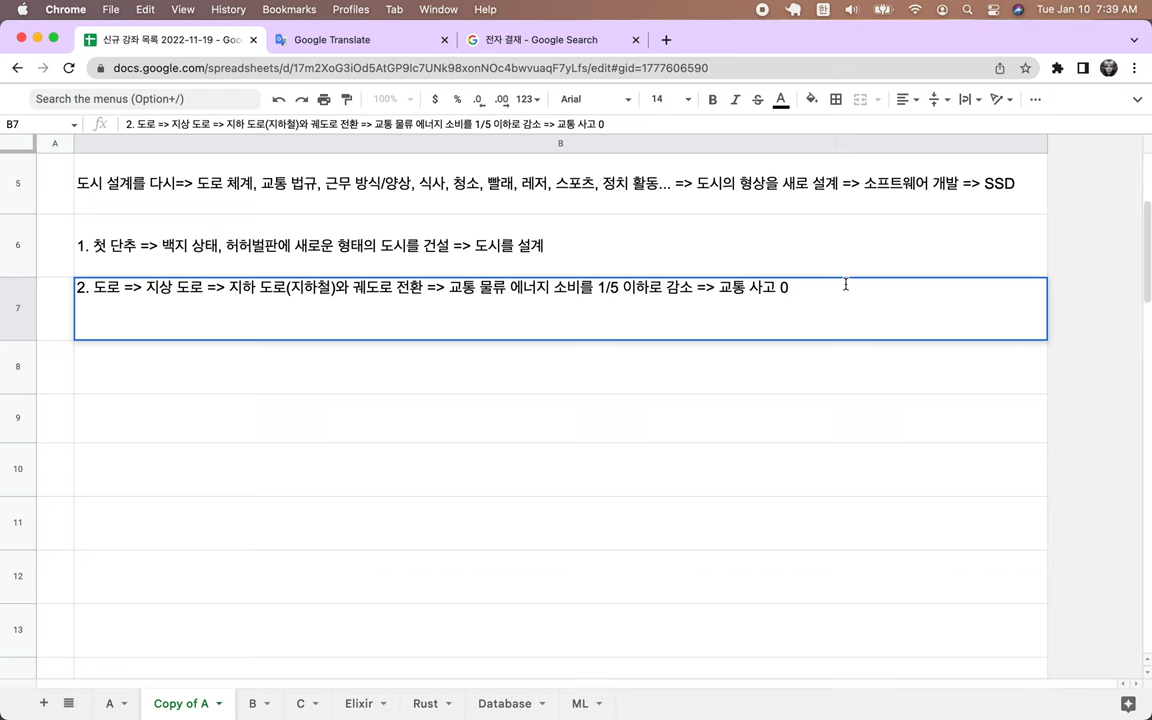 Chrome File Edit View History Bookmarks Profiles Tab Window Help 한 Tue Jan 10 7:39 AM
신규 강좌 목록 2022-11-19 - Goo Google Translate 전자 결재 - Google Search
docs.google.com/spreadsheets/d/17m2XoG3iOd5AtGP9lc7UNk98xonNOc4bwvuaqF7yLfs/edit#gid=1777606590
Search the menus (Option+/) 100% $ % .0 .00 123 Arial 14 B I S A
B7 fx 2. 도로 => 지상 도로 => 지하 도로(지하철)와 궤도로 전환 => 교통 물류 에너지 소비를 1/5 이하로 감소 => 교통 사고 0
A B
5 도시 설계를 다시=> 도로 체계, 교통 법규, 근무 방식/양상, 식사, 청소, 빨래, 레저, 스포츠, 정치 활동... => 도시의 형상을 새로 설계 => 소프트웨어 개발 => SSD
6 1. 첫 단추 => 백지 상태, 허허벌판에 새로운 형태의 도시를 건설 => 도시를 설계
7 2. 도로 => 지상 도로 => 지하 도로(지하철)와 궤도로 전환 => 교통 물류 에너지 소비를 1/5 이하로 감소 => 교통 사고 0
8
9
10
11
12
13
A Copy of A B C Elixir Rust Database ML